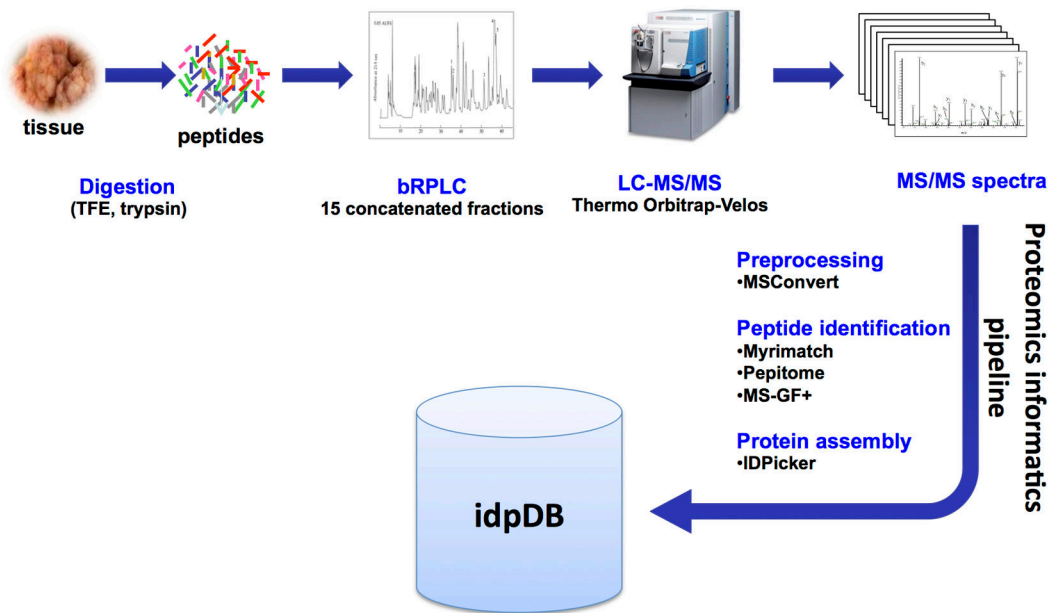 tissue
peptides
Digestion
(TFE, trypsin)
bRPLC
15 concatenated fractions
LC-MS/MS
Thermo Orbitrap-Velos
MS/MS spectra
Proteomics informatics
pipeline
Preprocessing
•MSConvert
Peptide identification
•Myrimatch
•Pepitome
•MS-GF+
Protein assembly
•IDPicker
idpDB